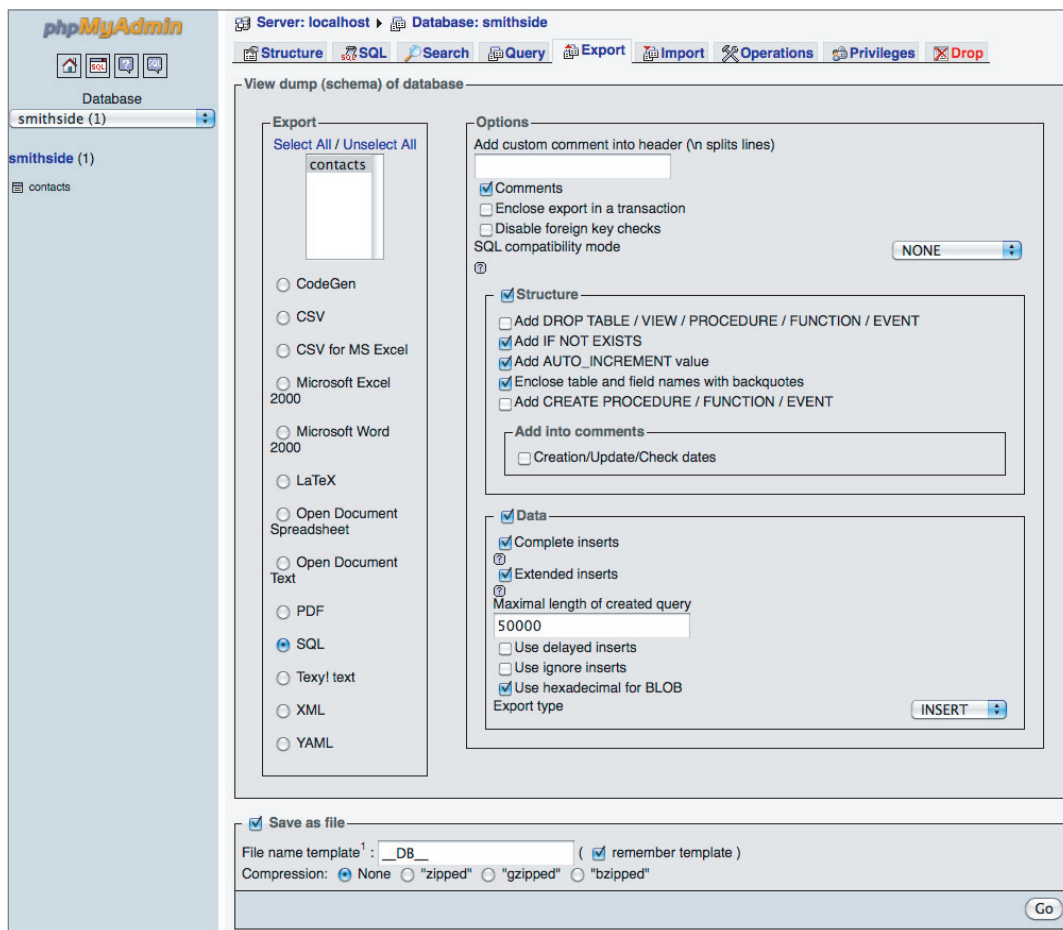 phpMyAdmin
Database
smithside (1)
smithside (1)
contacts
Server: localhost Database: smithside
Structure SQL Search Query Export Import Operations Privileges Drop
View dump (schema) of database
Export
Select All / Unselect All
contacts
CodeGen
CSV
CSV for MS Excel
Microsoft Excel
2000
Microsoft Word
2000
LaTeX
Open Document
Spreadsheet
Open Document
Text
PDF
SQL
Texy! text
XML
YAML
Options
Add custom comment into header (\n splits lines)
Comments
Enclose export in a transaction
Disable foreign key checks
SQL compatibility mode NONE
Structure
Add DROP TABLE / VIEW / PROCEDURE / FUNCTION / EVENT
Add IF NOT EXISTS
Add AUTO_INCREMENT value
Enclose table and field names with backquotes
Add CREATE PROCEDURE / FUNCTION / EVENT
Add into comments
Creation/Update/Check dates
Data
Complete inserts
Extended inserts
Maximal length of created query
50000
Use delayed inserts
Use ignore inserts
Use hexadecimal for BLOB
Export type INSERT
Save as file
File name template1 : __DB__ ( remember template )
Compression: None "zipped" "gzipped" "bzipped"
Go